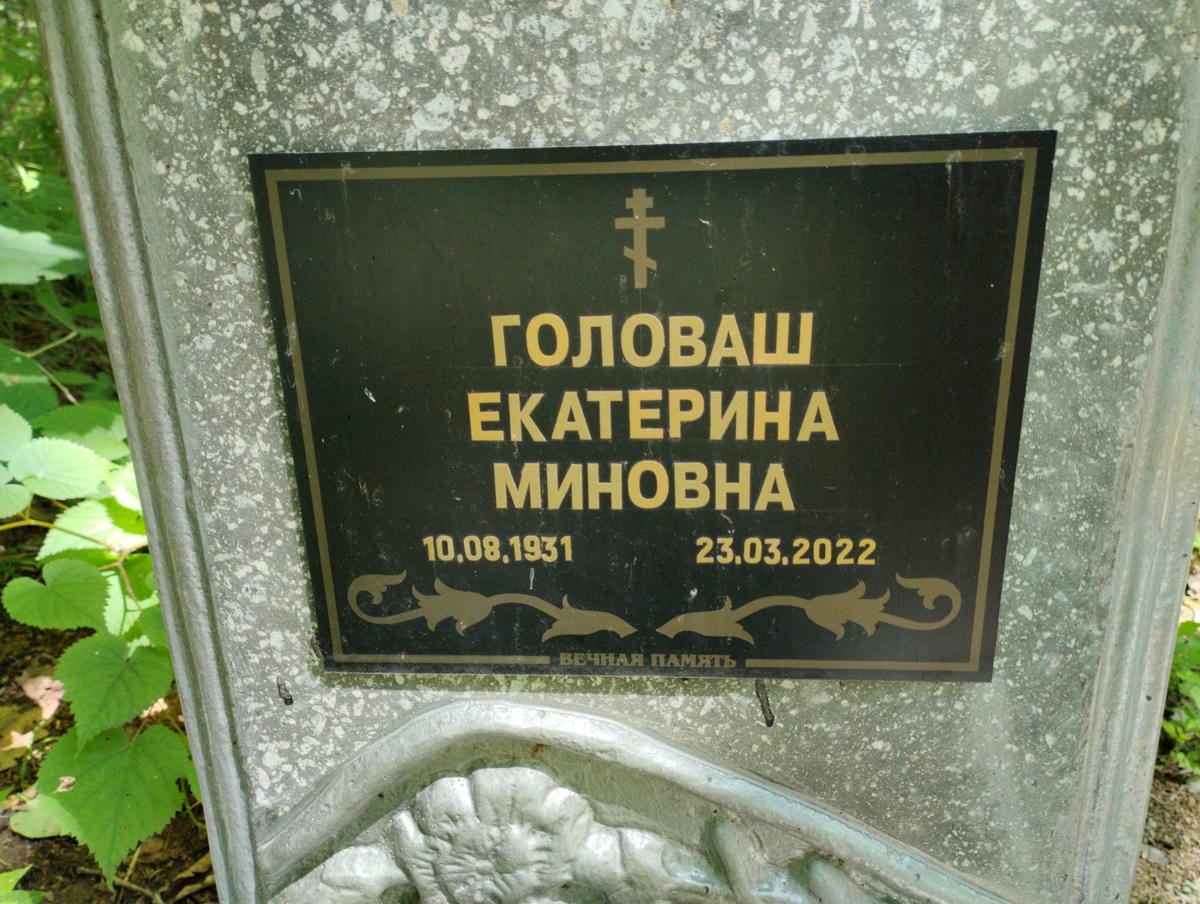 ГОЛОВАШ
ЕКАТЕРИНА
МИНОВНА
10.08.1931 23.03.2022
ВЕЧНАЯ ПАМЯТЬ